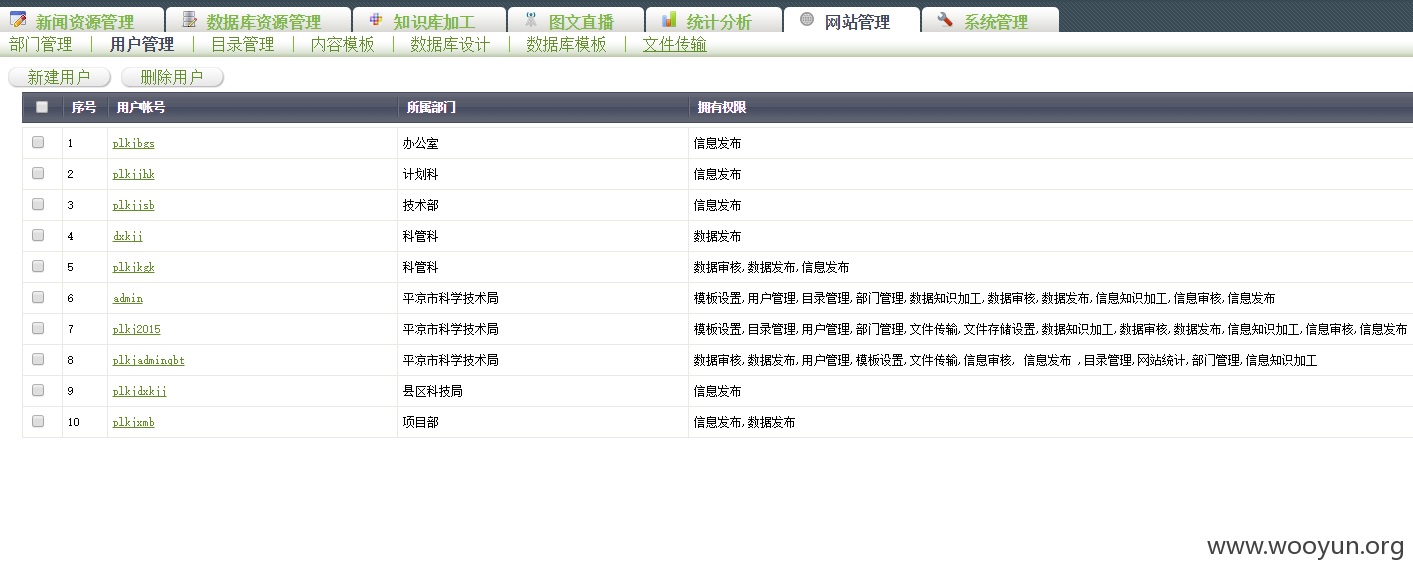 新闻资源管理 数据库资源管理 知识库加工 图文直播 统计分析 网站管理 系统管理
部门管理 | 用户管理 | 目录管理 | 内容模板 | 数据库设计 | 数据库模板 | 文件传输
新建用户 删除用户
序号 用户帐号 所属部门 拥有权限
1 plkjbgs 办公室 信息发布
2 plkjjhk 计划科 信息发布
3 plkjjsb 技术部 信息发布
4 dxkjj 科管科 数据发布
5 plkjkgk 科管科 数据审核,数据发布,信息发布
6 admin 平凉市科学技术局 模板设置,用户管理,目录管理,部门管理,数据知识加工,数据审核,数据发布,信息知识加工,信息审核,信息发布
7 plkj2015 平凉市科学技术局 模板设置,目录管理,用户管理,部门管理,文件传输,文件存储设置,数据知识加工,数据审核,数据发布,信息知识加工,信息审核,信息发布
8 plkjadmingbt 平凉市科学技术局 数据审核,数据发布,用户管理,模板设置,文件传输,信息审核, 信息发布 ,目录管理,网站统计,部门管理,信息知识加工
9 plkjdxkjj 县区科技局 信息发布
10 plkjxmb 项目部 信息发布,数据发布
www.wooyun.org